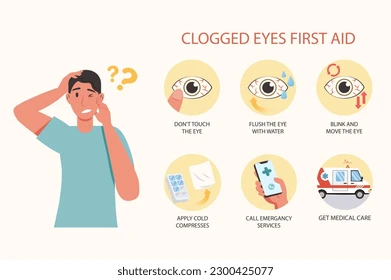 CLOGGED EYES FIRST AID
??
DON'T TOUCH
THE EYE
FLUSH THE EYE
WITH WATER
BLINK AND
MOVE THE EYE
APPLY COLD
COMPRESSES
CALL EMERGANCY
SERVICES
GET MEDICAL CARE
shutterstock.com · 2300425077